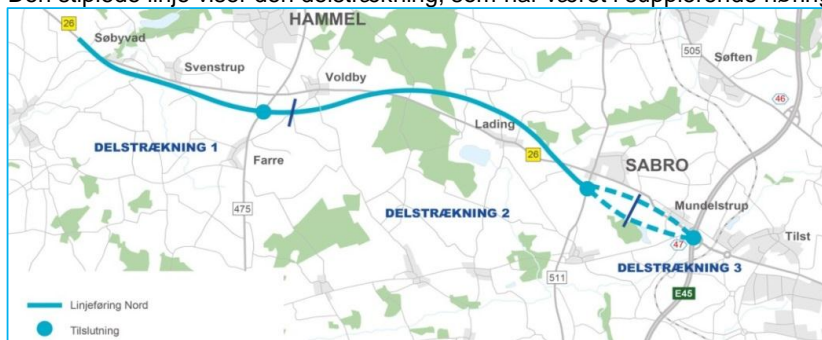 Den stiplede linje viser den delstrækning, som har været i supplerende høring
HAMMEL
26
Søbyvad
Svenstrup
Voldby
505
Søften
46
DELSTRÆKNING 1
Lading
26
Farre
SABRO
475
DELSTRÆKNING 2
Mundelstrup
47
Tilst
511
DELSTRÆKNING 3
E45
Linjeføring Nord
Tilslutning